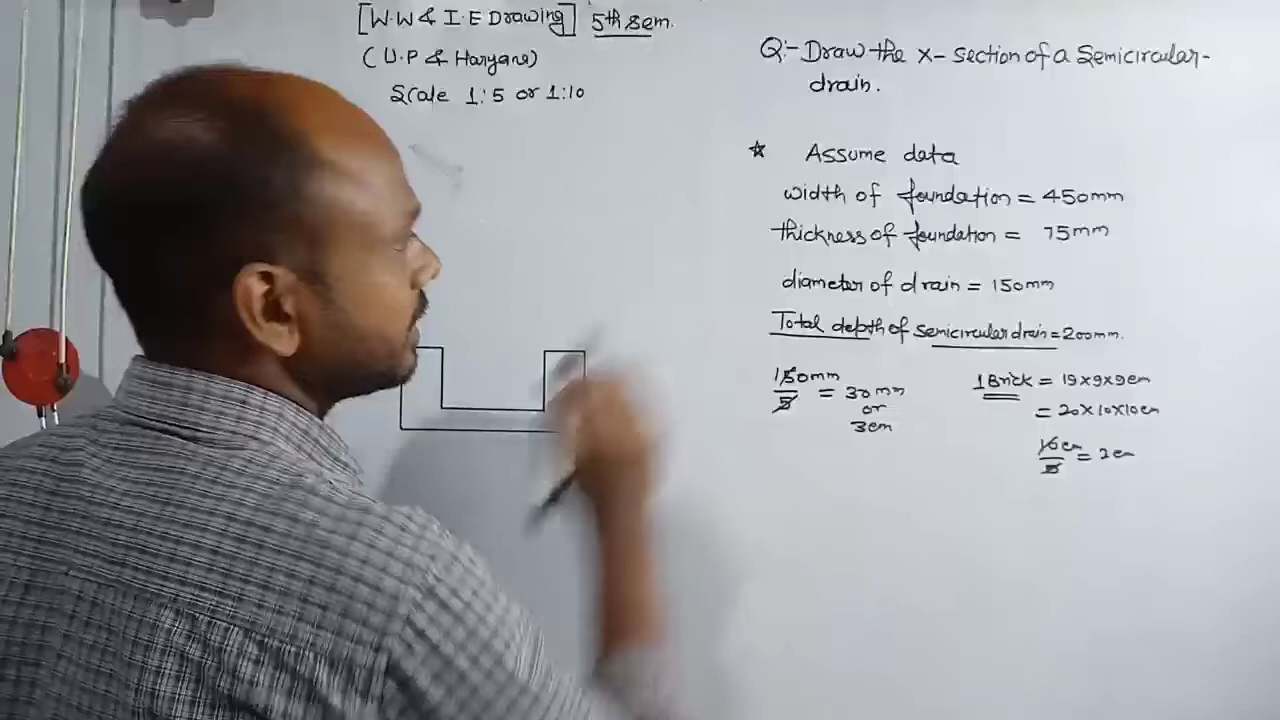 [W.W & I.E Drawing] 5th sem.
(U.P & Haryana)
Scale 1:5 or 1:10
Q:- Draw the x-section of a Semicircular-
drain.
☆ Assume data
width of foundation = 450mm
thickness of foundation = 75mm
diameter of drain = 150mm
Total depth of semicircular drain = 200mm.
150mm/5 = 30mm
or
3cm
1 Brick = 19x9x9cm
= 20x10x10cm
10cm/5 = 2cm